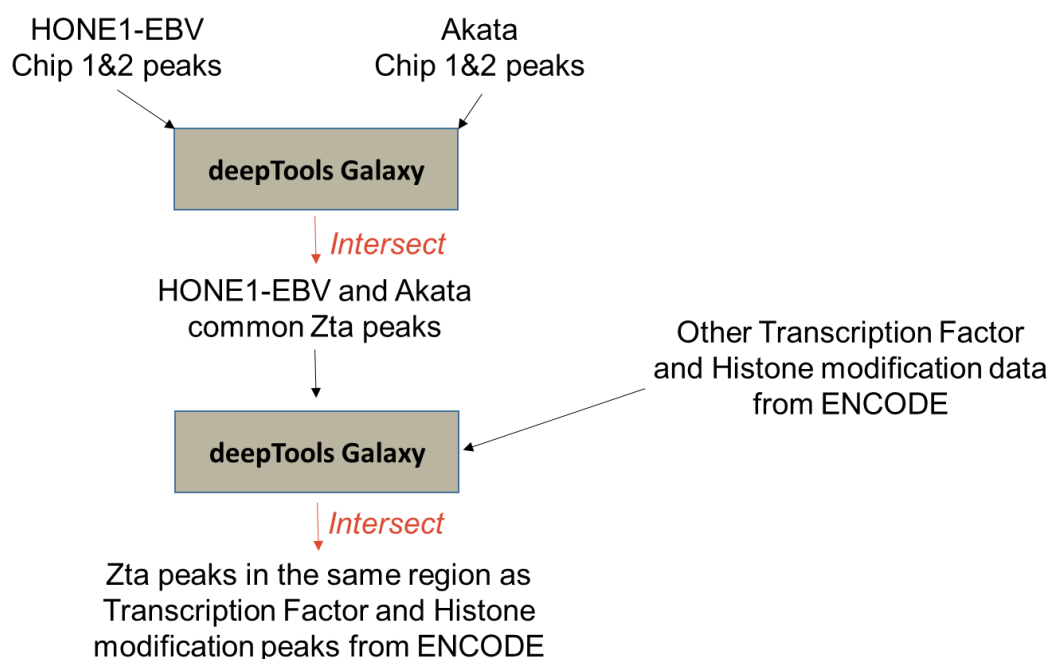 HONE1-EBV
Chip 1&2 peaks
Akata
Chip 1&2 peaks
deepTools Galaxy
Intersect
HONE1-EBV and Akata
common Zta peaks
Other Transcription Factor
and Histone modification data
from ENCODE
deepTools Galaxy
Intersect
Zta peaks in the same region as
Transcription Factor and Histone
modification peaks from ENCODE